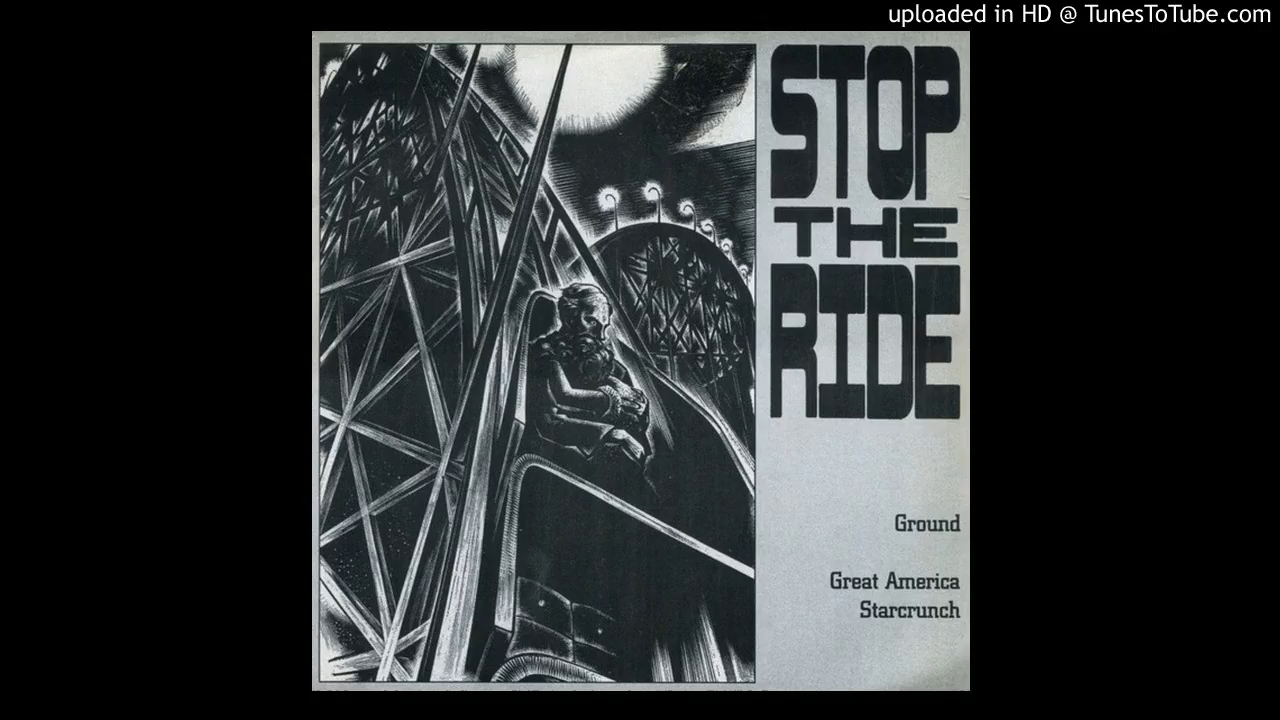 uploaded in HD @ TunesToTube.com
STOP
THE
RIDE
Ground
Great America
Starcrunch